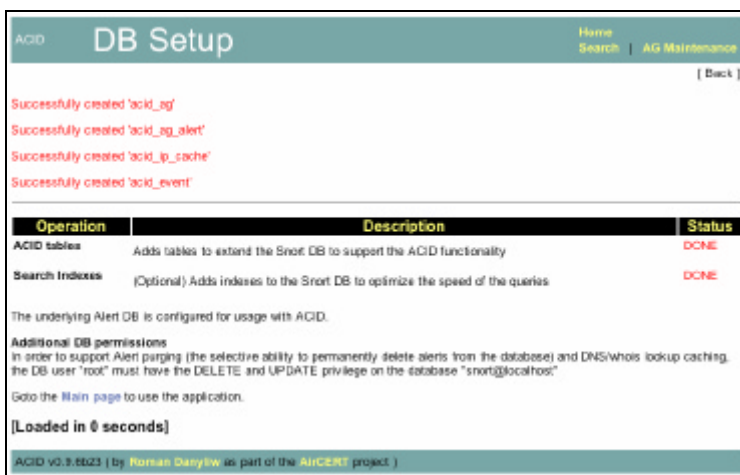 ACID DB Setup
Home
Search | AG Maintenance
[ Back ]
Successfully created 'acid_ag'
Successfully created 'acid_ag_alert'
Successfully created 'acid_ip_cache'
Successfully created 'acid_event'
Operation Description Status
ACID tables Adds tables to extend the Snort DB to support the ACID functionality DONE
Search Indexes (Optional) Adds indexes to the Snort DB to optimize the speed of the queries DONE
The underlying Alert DB is configured for usage with ACID.
Additional DB permissions
In order to support Alert purging (the selective ability to permanently delete alerts from the database) and DNS/whois lookup caching,
the DB user "root" must have the DELETE and UPDATE privilege on the database "snort@localhost"
Goto the Main page to use the application.
[Loaded in 0 seconds]
ACID v0.9.6b23 ( by Roman Danyliw as part of the AirCERT project )